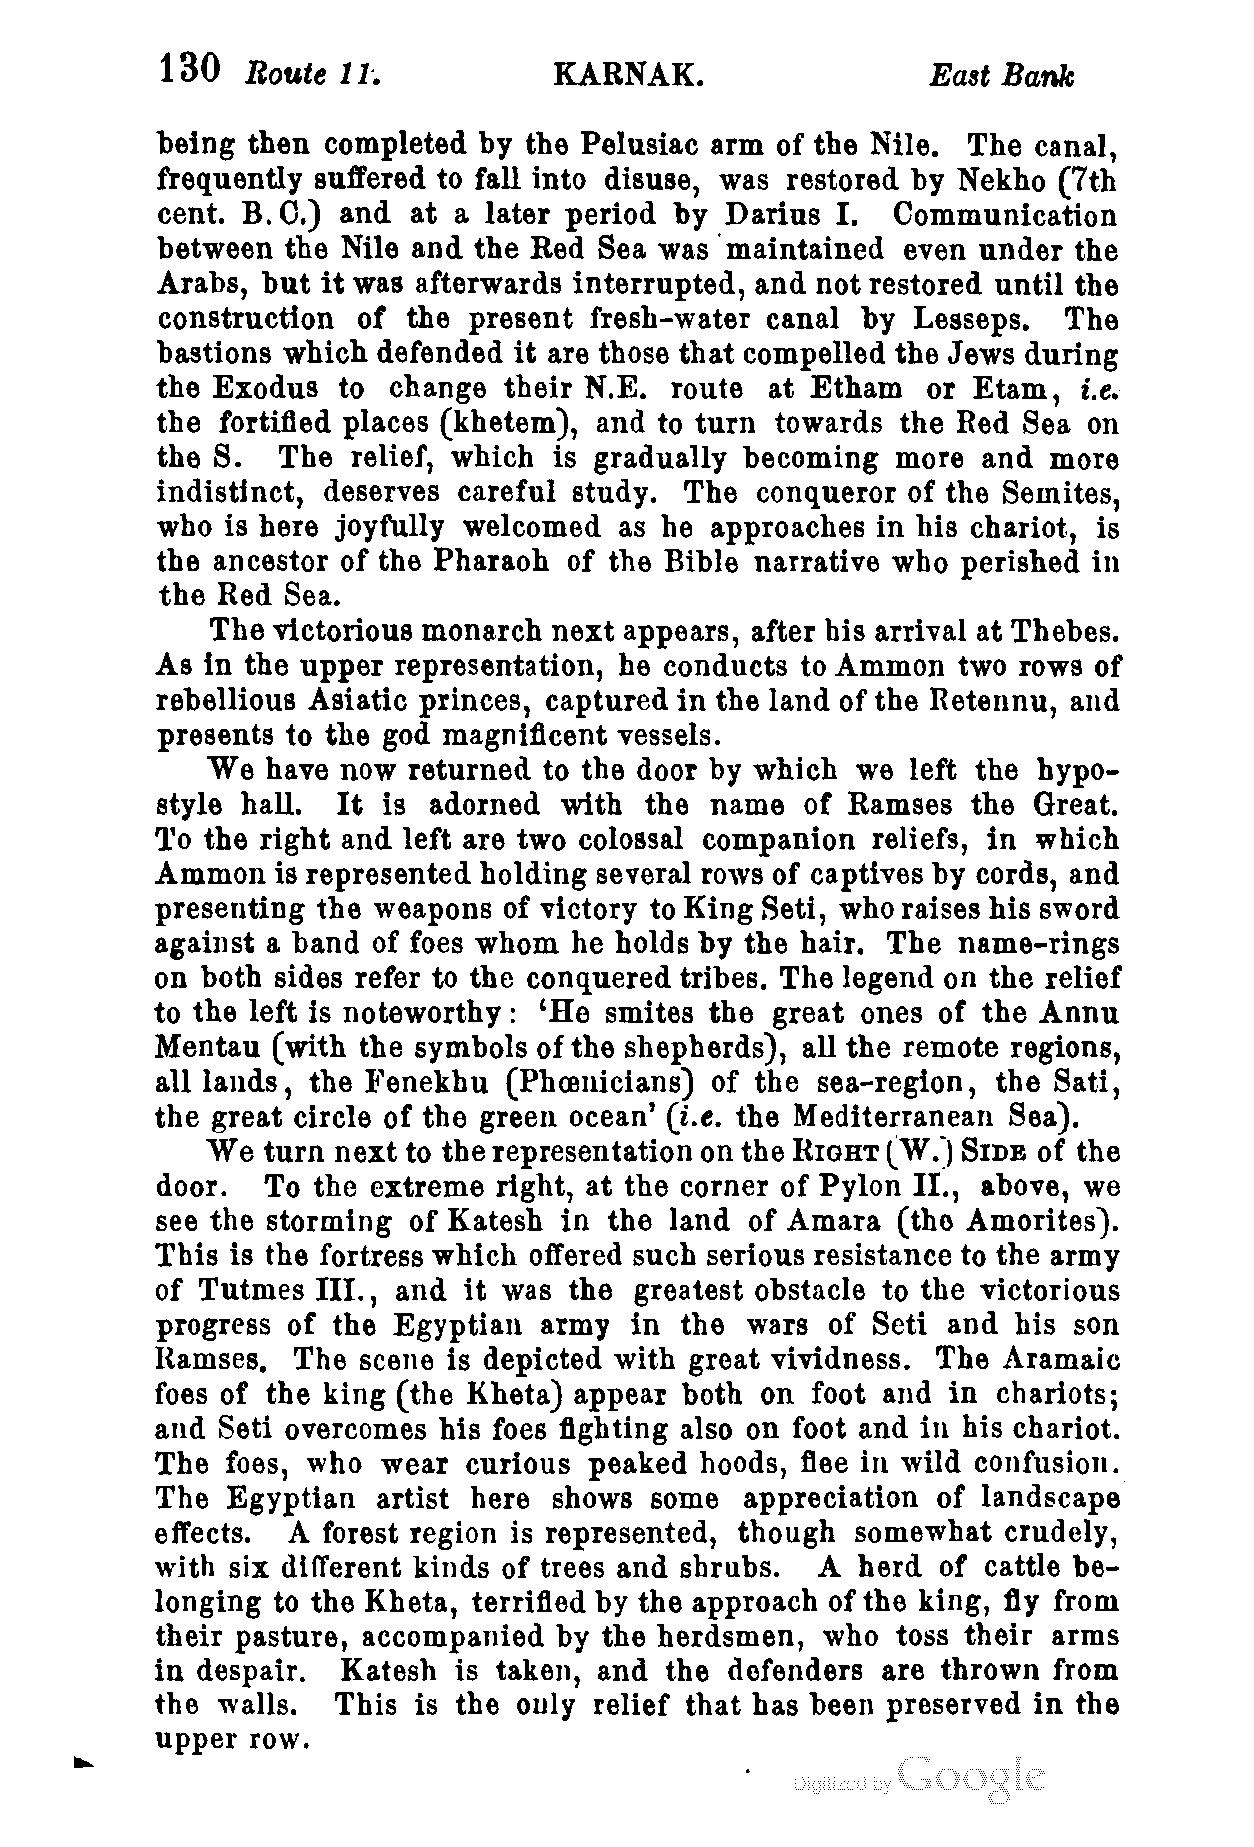 130 Route 11. KARNAK. East Bank
being then completed by the Pelusiac arm of the Nile. The canal,
frequently suffered to fall into disuse, was restored by Nekho (7th
cent. B.C.) and at a later period by Darius I. Communication
between the Nile and the Red Sea was maintained even under the
Arabs, but it was afterwards interrupted, and not restored until the
construction of the present fresh-water canal by Lesseps. The
bastions which defended it are those that compelled the Jews during
the Exodus to change their N.E. route at Etham or Etam, i.e.
the fortified places (khetem), and to turn towards the Red Sea on
the S. The relief, which is gradually becoming more and more
indistinct, deserves careful study. The conqueror of the Semites,
who is here joyfully welcomed as he approaches in his chariot, is
the ancestor of the Pharaoh of the Bible narrative who perished in
the Red Sea.
The victorious monarch next appears, after his arrival at Thebes.
As in the upper representation, he conducts to Ammon two rows of
rebellious Asiatic princes, captured in the land of the Retennu, and
presents to the god magnificent vessels.
We have now returned to the door by which we left the hypo-
style hall. It is adorned with the name of Ramses the Great.
To the right and left are two colossal companion reliefs, in which
Ammon is represented holding several rows of captives by cords, and
presenting the weapons of victory to King Seti, who raises his sword
against a band of foes whom he holds by the hair. The name-rings
on both sides refer to the conquered tribes. The legend on the relief
to the left is noteworthy: 'He smites the great ones of the Annu
Mentau (with the symbols of the shepherds), all the remote regions,
all lands, the Fenekhu (Phœnicians) of the sea-region, the Sati,
the great circle of the green ocean' (i.e. the Mediterranean Sea).
We turn next to the representation on the RIGHT (W.) SIDE of the
door. To the extreme right, at the corner of Pylon II., above, we
see the storming of Katesh in the land of Amara (the Amorites).
This is the fortress which offered such serious resistance to the army
of Tutmes III., and it was the greatest obstacle to the victorious
progress of the Egyptian army in the wars of Seti and his son
Ramses. The scene is depicted with great vividness. The Aramaic
foes of the king (the Kheta) appear both on foot and in chariots;
and Seti overcomes his foes fighting also on foot and in his chariot.
The foes, who wear curious peaked hoods, flee in wild confusion.
The Egyptian artist here shows some appreciation of landscape
effects. A forest region is represented, though somewhat crudely,
with six different kinds of trees and shrubs. A herd of cattle be-
longing to the Kheta, terrified by the approach of the king, fly from
their pasture, accompanied by the herdsmen, who toss their arms
in despair. Katesh is taken, and the defenders are thrown from
the walls. This is the only relief that has been preserved in the
upper row.
Digitized by Google